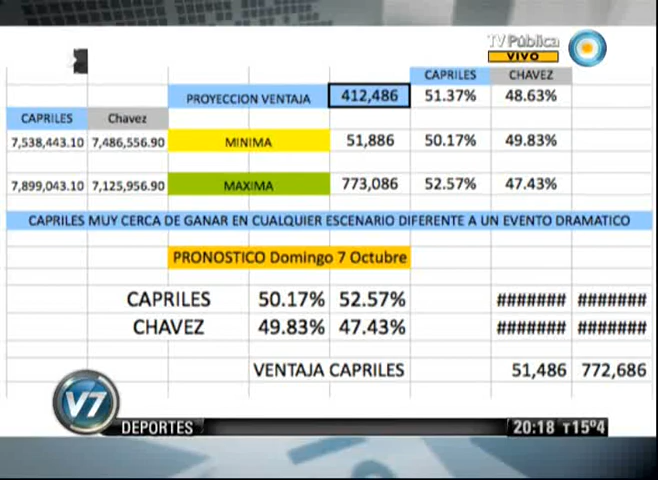 TV Pública
VIVO
CAPRILES CHAVEZ
PROYECCION VENTAJA 412,486 51.37% 48.63%
CAPRILES Chavez
7,538,443.10 7,486,556.90 MINIMA 51,886 50.17% 49.83%
7,899,043.10 7,125,956.90 MAXIMA 773,086 52.57% 47.43%
CAPRILES MUY CERCA DE GANAR EN CUALQUIER ESCENARIO DIFERENTE A UN EVENTO DRAMATICO
PRONOSTICO Domingo 7 Octubre
CAPRILES 50.17% 52.57% ####### #######
CHAVEZ 49.83% 47.43% ####### #######
VENTAJA CAPRILES 51,486 772,686
V7
DEPORTES 20:18 T15°4